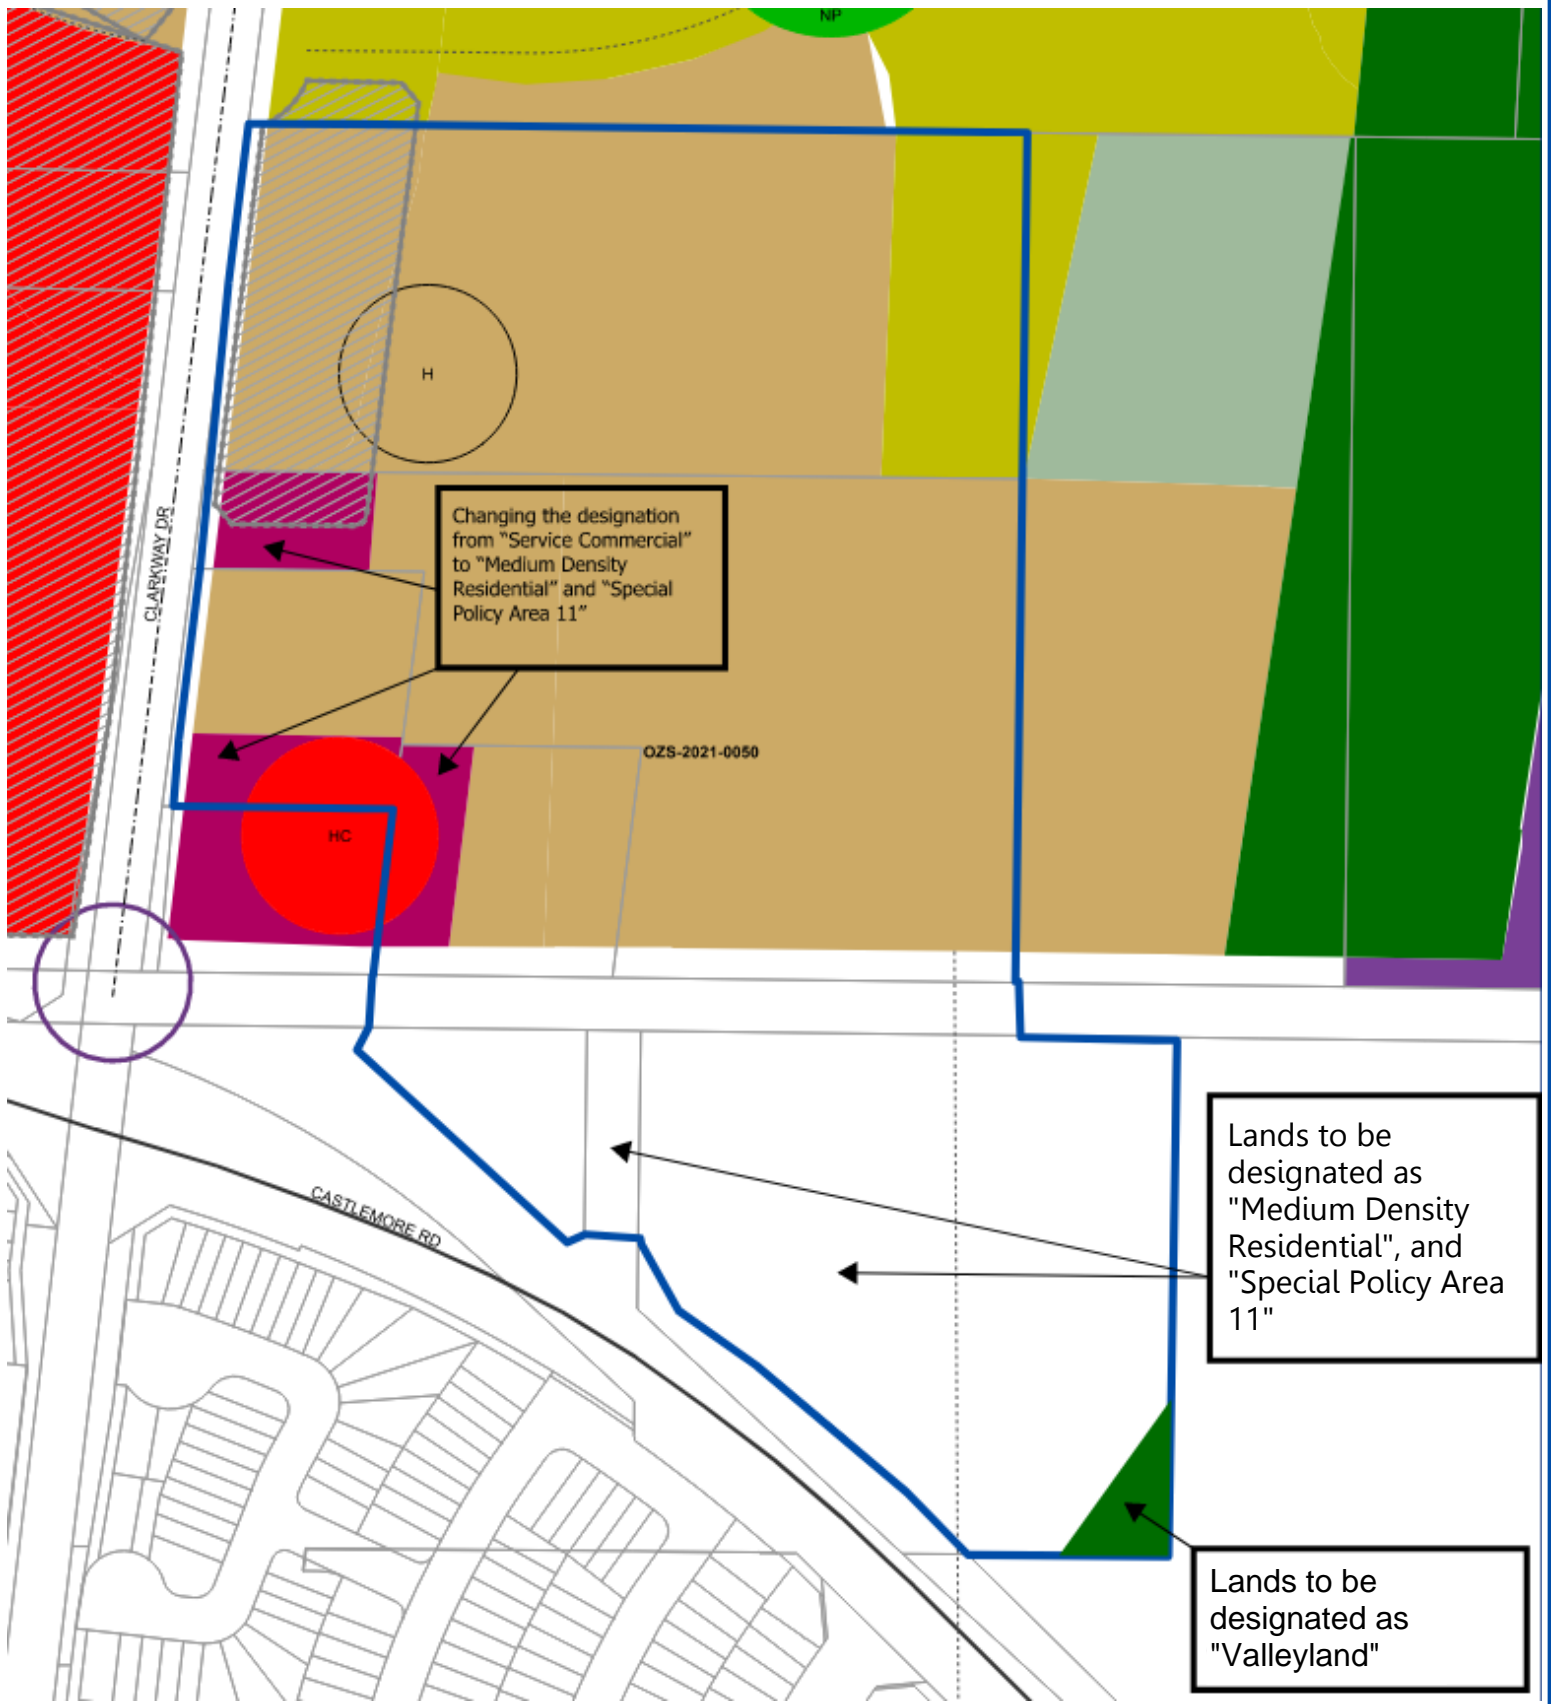 NP
H
Changing the designation
from “Service Commercial”
to “Medium Density
Residential” and “Special
Policy Area 11”
CLARKWAY DR
OZS-2021-0050
HC
Lands to be
designated as
"Medium Density
Residential", and
"Special Policy Area
11"
CASTLEMORE RD
Lands to be
designated as
"Valleyland"